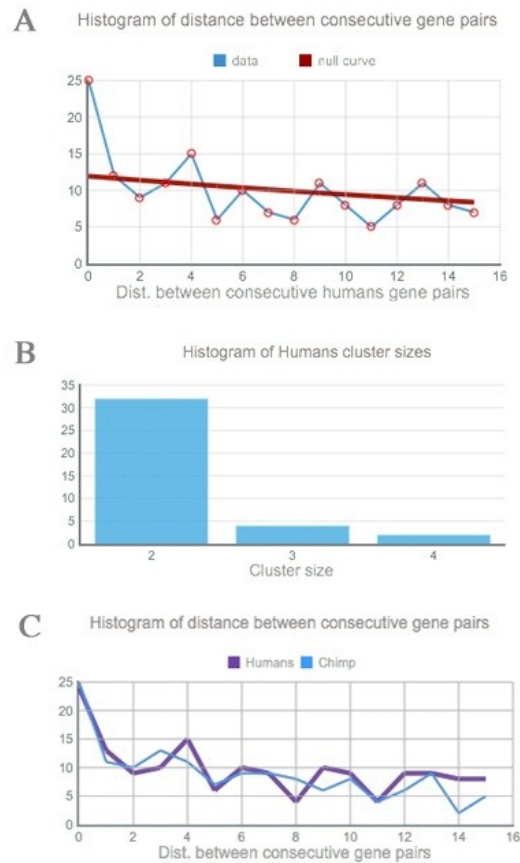 A
Histogram of distance between consecutive gene pairs
data null curve
25
20
15
10
5
0
0 2 4 6 8 10 12 14 16
Dist. between consecutive humans gene pairs
B
Histogram of Humans cluster sizes
35
30
25
20
15
10
5
0
2 3 4
Cluster size
C
Histogram of distance between consecutive gene pairs
Humans Chimp
25
20
15
10
5
0
0 2 4 6 8 10 12 14 16
Dist. between consecutive gene pairs